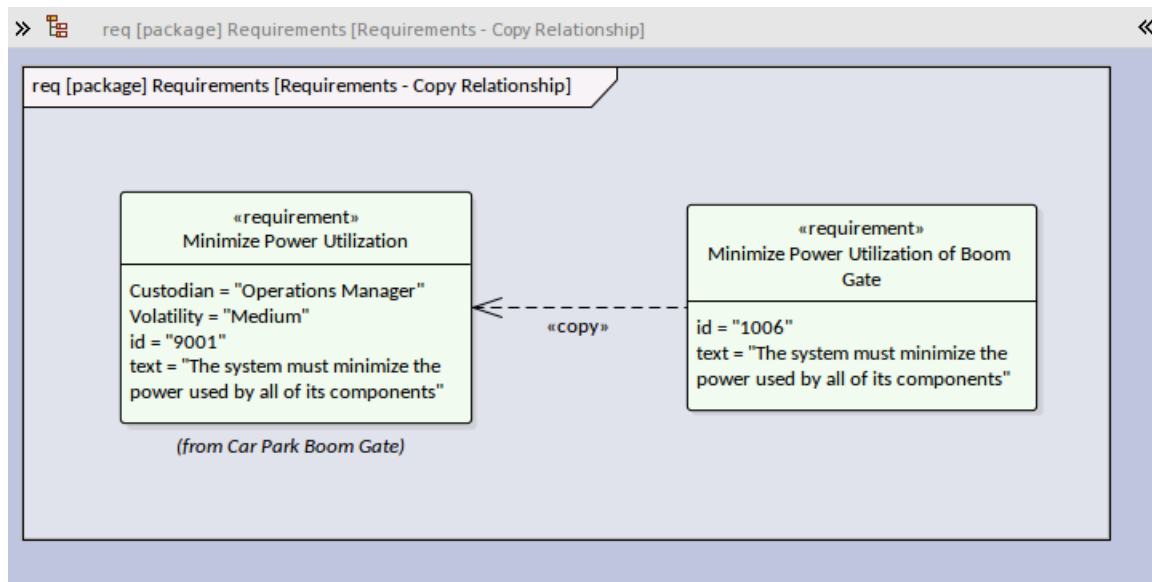 req [package] Requirements [Requirements - Copy Relationship]
req [package] Requirements [Requirements - Copy Relationship]
«requirement»
Minimize Power Utilization
Custodian = "Operations Manager"
Volatility = "Medium"
id = "9001"
text = "The system must minimize the
power used by all of its components"
(from Car Park Boom Gate)
«copy»
«requirement»
Minimize Power Utilization of Boom
Gate
id = "1006"
text = "The system must minimize the
power used by all of its components"